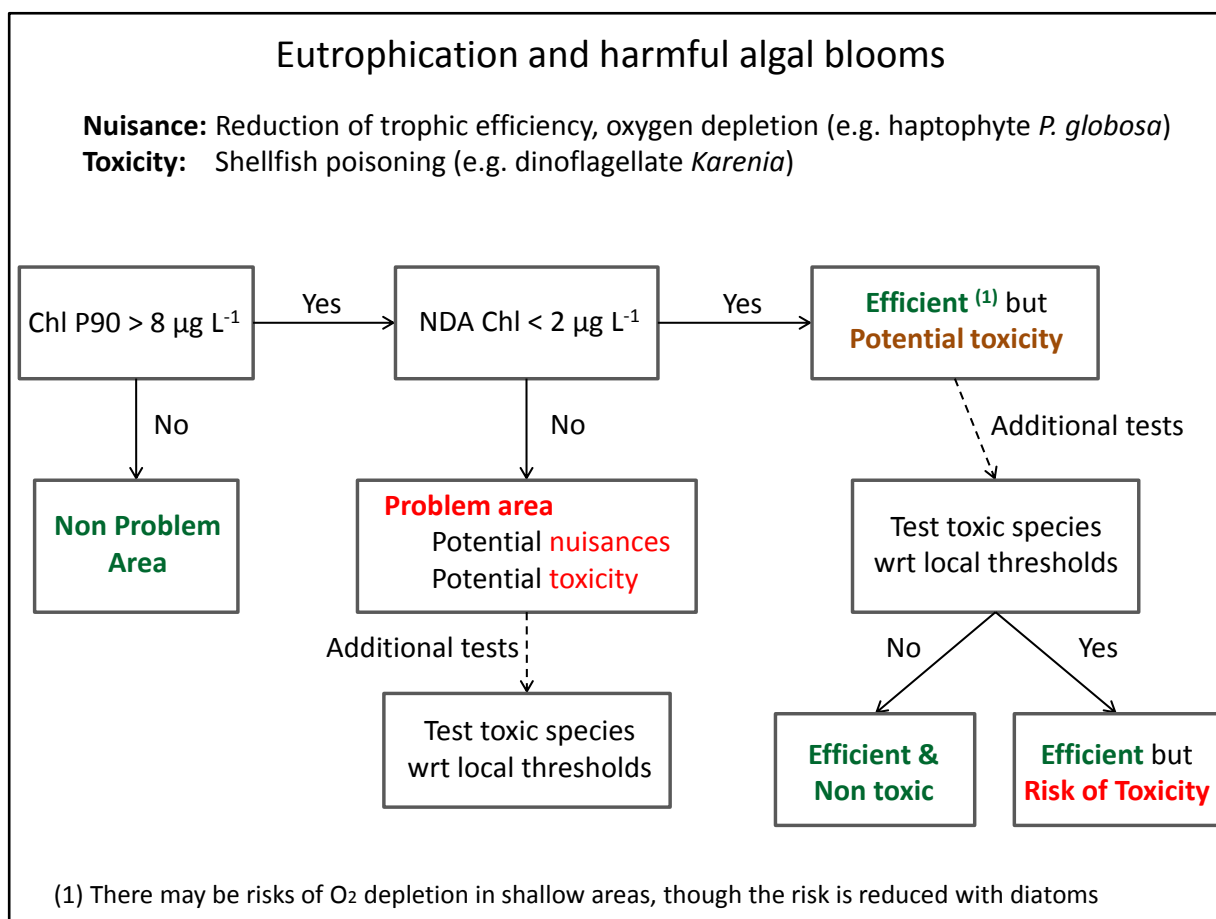 Eutrophication and harmful algal blooms
Nuisance: Reduction of trophic efficiency, oxygen depletion (e.g. haptophyte P. globosa)
Toxicity: Shellfish poisoning (e.g. dinoflagellate Karenia)
Chl P90 > 8 µg L⁻¹
Yes
NDA Chl < 2 µg L⁻¹
Yes
Efficient ⁽¹⁾ but
Potential toxicity
No
No
Additional tests
Non Problem
Area
Problem area
Potential nuisances
Potential toxicity
Test toxic species
wrt local thresholds
Additional tests
No
Yes
Test toxic species
wrt local thresholds
Efficient &
Non toxic
Efficient but
Risk of Toxicity
(1) There may be risks of O₂ depletion in shallow areas, though the risk is reduced with diatoms